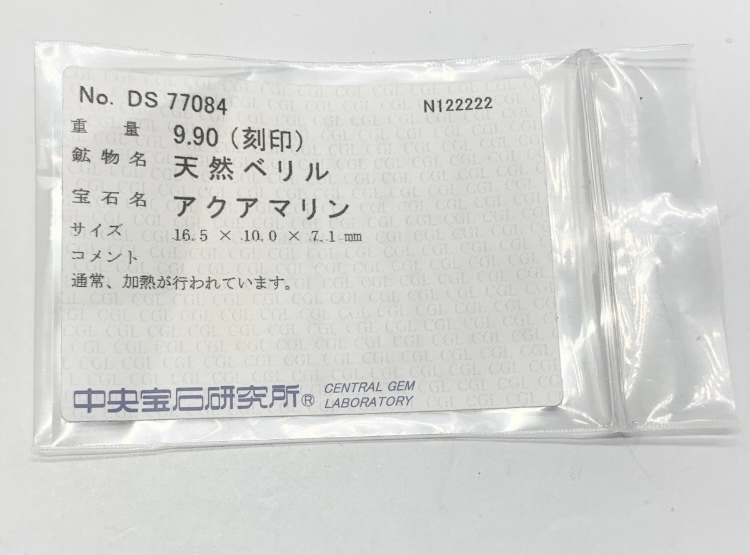 No. DS 77084 N122222
重量 9.90 (刻印)
鉱物名 天然ベリル
宝石名 アクアマリン
サイズ 16.5 × 10.0 × 7.1 mm
コメント
通常、加熱が行われています。
中央宝石研究所® CENTRAL GEM
LABORATORY